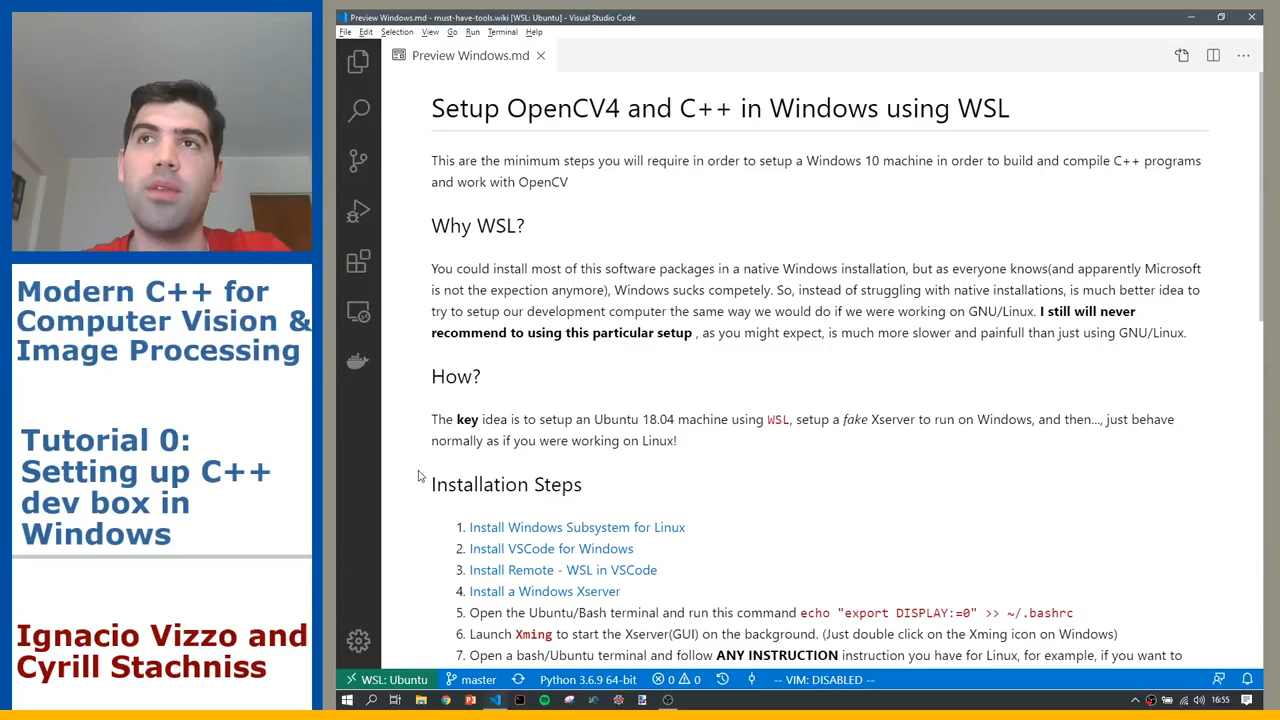 Preview Windows.md - must-have-tools.wiki [WSL: Ubuntu] - Visual Studio Code
File Edit Selection View Go Run Terminal Help
Preview Windows.md
Setup OpenCV4 and C++ in Windows using WSL
This are the minimum steps you will require in order to setup a Windows 10 machine in order to build and compile C++ programs
and work with OpenCV
Why WSL?
You could install most of this software packages in a native Windows installation, but as everyone knows(and apparently Microsoft
is not the expection anymore), Windows sucks competely. So, instead of struggling with native installations, is much better idea to
try to setup our development computer the same way we would do if we were working on GNU/Linux. I still will never
recommend to using this particular setup , as you might expect, is much more slower and painfull than just using GNU/Linux.
How?
The key idea is to setup an Ubuntu 18.04 machine using WSL, setup a fake Xserver to run on Windows, and then..., just behave
normally as if you were working on Linux!
Installation Steps
1. Install Windows Subsystem for Linux
2. Install VSCode for Windows
3. Install Remote - WSL in VSCode
4. Install a Windows Xserver
5. Open the Ubuntu/Bash terminal and run this command echo "export DISPLAY:=0" >> ~/.bashrc
6. Launch Xming to start the Xserver(GUI) on the background. (Just double click on the Xming icon on Windows)
7. Open a bash/Ubuntu terminal and follow ANY INSTRUCTION instruction you have for Linux, for example, if you want to
WSL: Ubuntu master Python 3.6.9 64-bit 0 0 -- VIM: DISABLED --
16:55
Modern C++ for
Computer Vision &
Image Processing
Tutorial 0:
Setting up C++
dev box in
Windows
Ignacio Vizzo and
Cyrill Stachniss